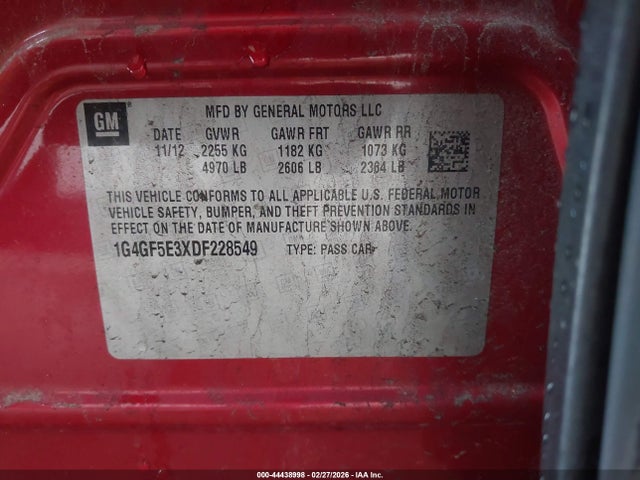 GM
MFD BY GENERAL MOTORS LLC
DATE GVWR GAWR FRT GAWR RR
11/12 2255 KG 1182 KG 1073 KG
4970 LB 2606 LB 2364 LB
THIS VEHICLE CONFORMS TO ALL APPLICABLE U.S. FEDERAL MOTOR
VEHICLE SAFETY, BUMPER, AND THEFT PREVENTION STANDARDS IN
EFFECT ON THE DATE OF MANUFACTURE SHOWN ABOVE.
1G4GF5E3XDF228549 TYPE: PASS CAR
000-44438998 - 02/27/2026 - IAA Inc.